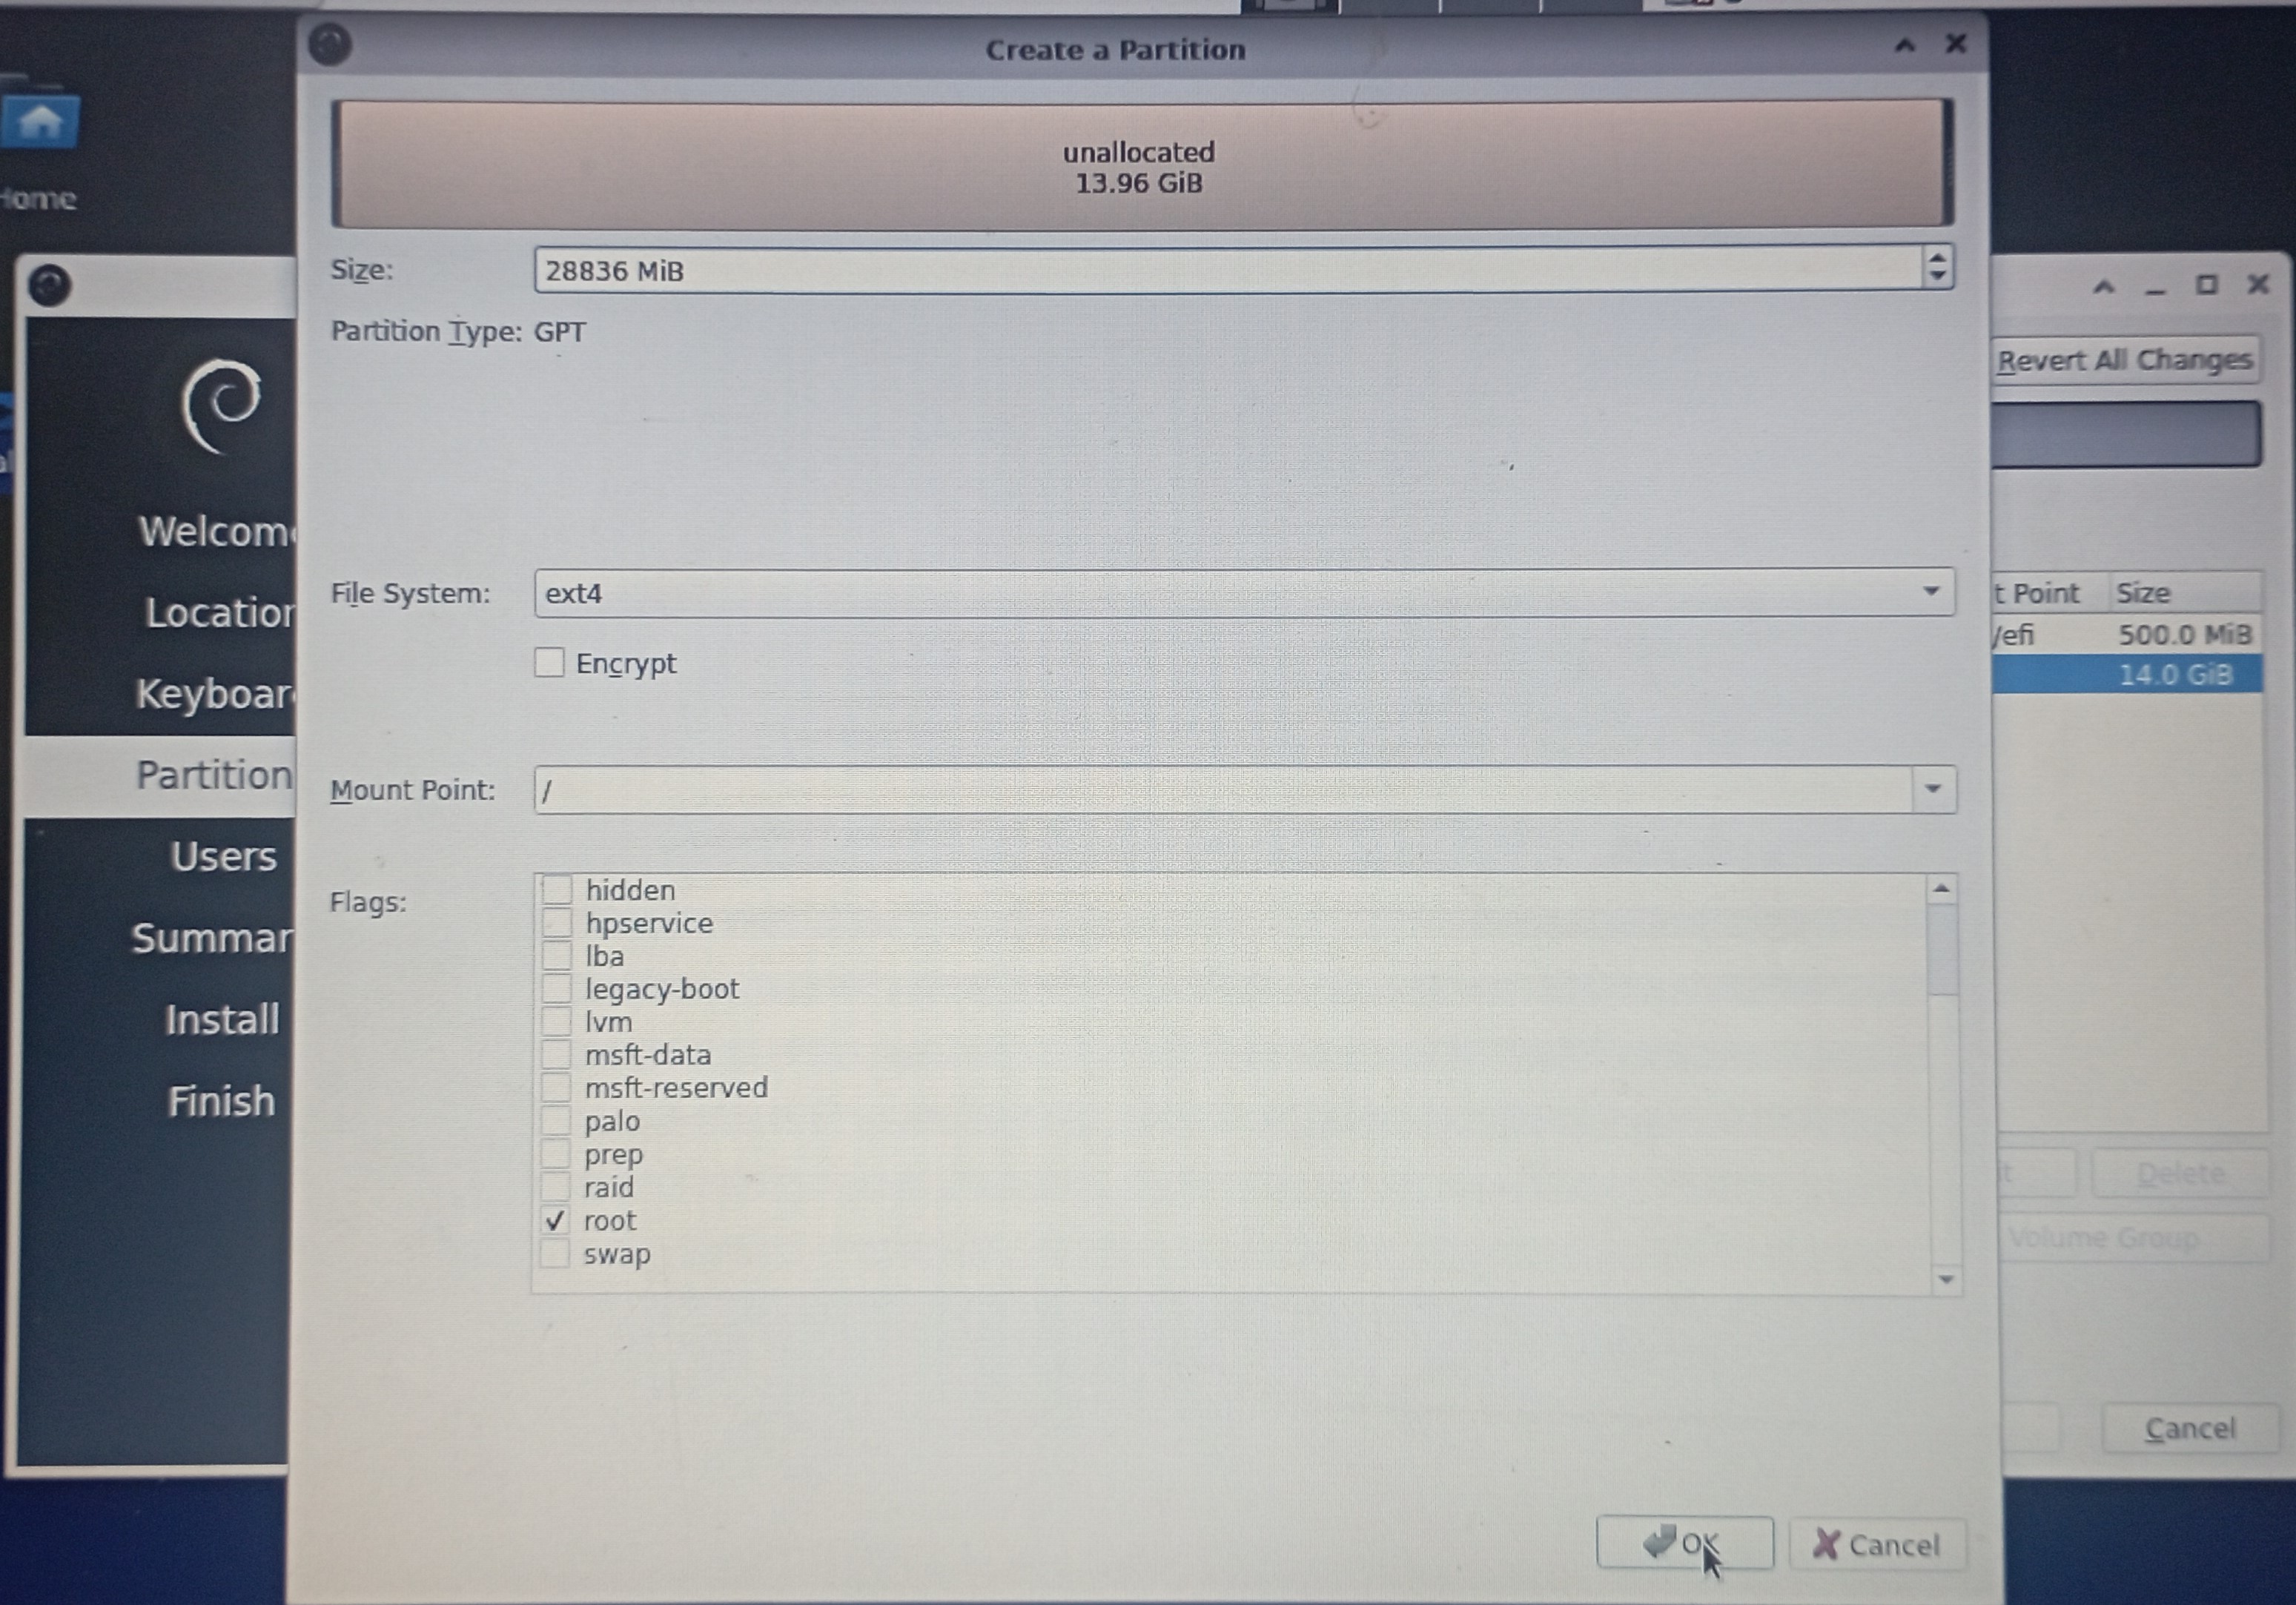 Create a Partition
unallocated
13.96 GiB
Size: 28836 MiB
Partition Type: GPT
File System: ext4
Encrypt
Mount Point: /
Flags:
hidden
hpservice
lba
legacy-boot
lvm
msft-data
msft-reserved
palo
prep
raid
root
swap
OK Cancel
Home
Welcome
Location
Keyboar
Partition
Users
Summar
Install
Finish
Revert All Changes
t Point Size
/efi 500.0 MiB
14.0 GiB
Delete
Volume Group
Cancel